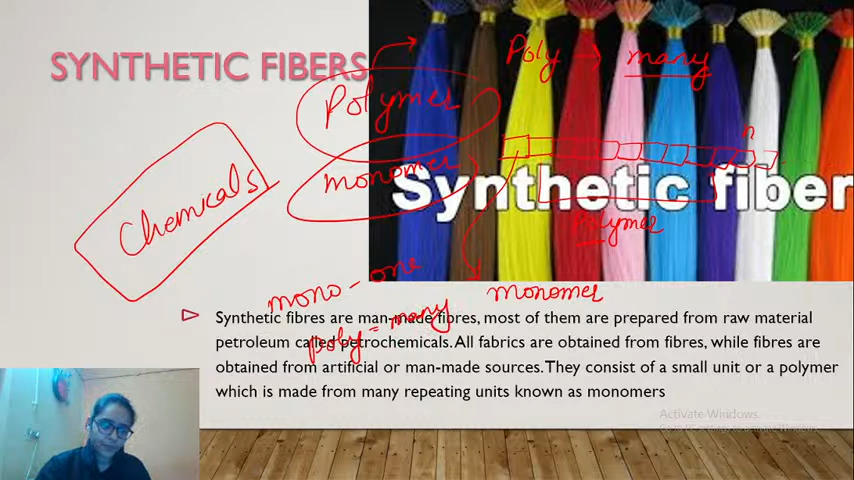 SYNTHETIC FIBERS
Poly → many
Polymer
n
monomer
Synthetic fiber
Chemicals
Polymer
mono - one
monomer
poly = many
Synthetic fibres are man-made fibres, most of them are prepared from raw material
petroleum called petrochemicals. All fabrics are obtained from fibres, while fibres are
obtained from artificial or man-made sources. They consist of a small unit or a polymer
which is made from many repeating units known as monomers
Activate Windows